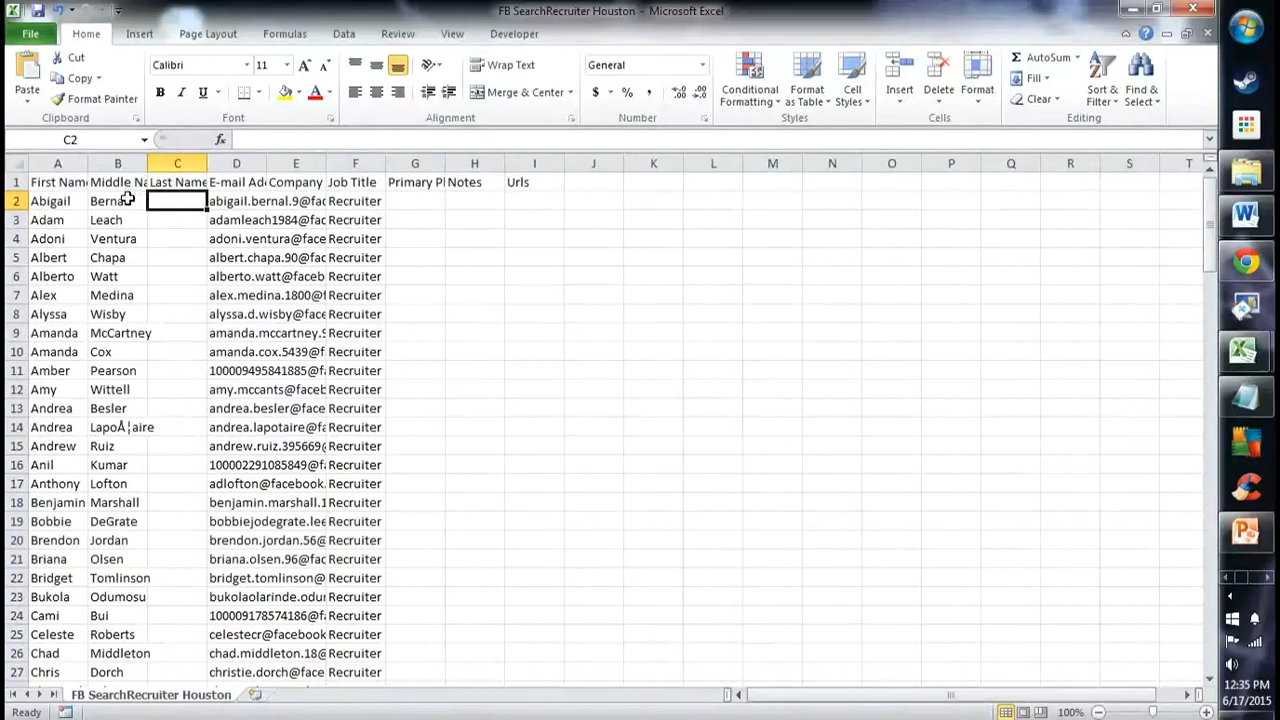 FB SearchRecruiter Houston - Microsoft Excel
File Home Insert Page Layout Formulas Data Review View Developer
Cut
Copy
Format Painter
Paste
Clipboard
Calibri 11
B I U
Font
Wrap Text
Merge & Center
Alignment
General
$ % ,
Number
Conditional Formatting
Format as Table
Cell Styles
Styles
Insert Delete Format
Cells
AutoSum
Fill
Clear
Sort & Filter
Find & Select
Editing
C2 fx
A B C D E F G H I J K L M N O P Q R S T
1 First Name Middle Na Last Name E-mail Ade Company Job Title Primary Pl Notes Urls
2 Abigail abigail.bernal.9@fac Recruiter
3 Adam Leach adamleach1984@fac Recruiter
4 Adoni Ventura adoni.ventura@face Recruiter
5 Albert Chapa albert.chapa.90@fac Recruiter
6 Alberto Watt alberto.watt@faceb Recruiter
7 Alex Medina alex.medina.1800@f Recruiter
8 Alyssa Wisby alyssa.d.wisby@face Recruiter
9 Amanda McCartney amanda.mccartney.9 Recruiter
10 Amanda Cox amanda.cox.5439@f Recruiter
11 Amber Pearson 100009495841885@fa Recruiter
12 Amy Wittell amy.mccants@faceb Recruiter
13 Andrea Besler andrea.besler@face Recruiter
14 Andrea LapoÅ¦aire andrea.lapotaire@fa Recruiter
15 Andrew Ruiz andrew.ruiz.395669@ Recruiter
16 Anil Kumar 100002291085849@fa Recruiter
17 Anthony Lofton adlofton@facebook. Recruiter
18 Benjamin Marshall benjamin.marshall.1 Recruiter
19 Bobbie DeGrate bobbiejodegrate.lee Recruiter
20 Brendon Jordan brendon.jordan.56@ Recruiter
21 Briana Olsen briana.olsen.96@fac Recruiter
22 Bridget Tomlinson bridget.tomlinson@ Recruiter
23 Bukola Odumosu bukolaolarinde.odu Recruiter
24 Cami Bui 100009178574186@fa Recruiter
25 Celeste Roberts celestecr@facebook Recruiter
26 Chad Middleton chad.middleton.18@ Recruiter
27 Chris Dorch christie.dorch@face Recruiter
FB SearchRecruiter Houston
Ready 100%
12:35 PM
6/17/2015